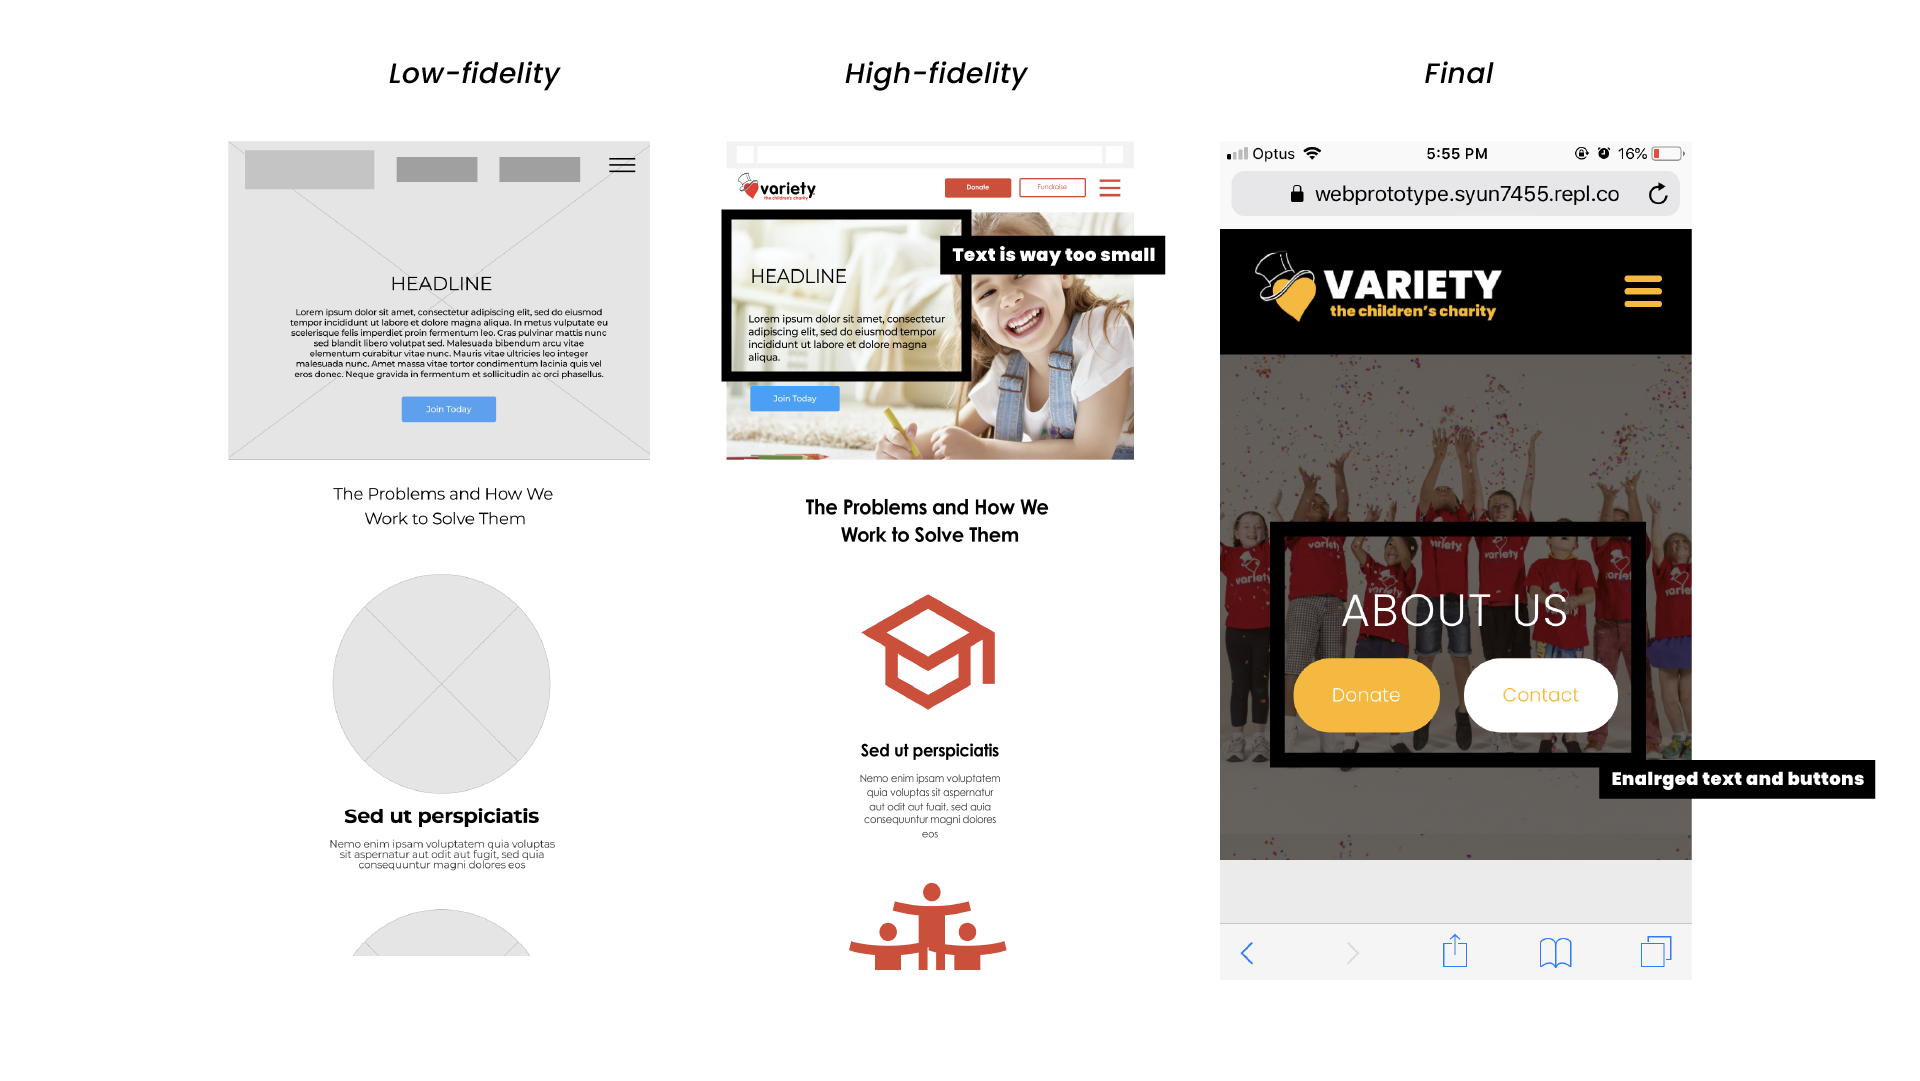 Low-fidelity
HEADLINE
Lorem ipsum dolor sit amet, consectetur adipiscing elit, sed do eiusmod
tempor incididunt ut labore et dolore magna aliqua. In metus vulputate eu
scelerisque felis imperdiet proin fermentum leo. Cras pulvinar mattis nunc
sed blandit libero volutpat sed. Malesuada bibendum arcu vitae
elementum curabitur vitae nunc. Mauris vitae ultricies leo integer
malesuada nunc. Amet massa vitae tortor condimentum lacinia quis vel
eros donec. Neque gravida in fermentum et sollicitudin ac orci phasellus.
Join Today
The Problems and How We
Work to Solve Them
Sed ut perspiciatis
Nemo enim ipsam voluptatem quia voluptas
sit aspernatur aut odit aut fugit, sed quia
consequuntur magni dolores eos
High-fidelity
variety
the children's charity
Donate
Fundraise
Text is way too small
HEADLINE
Lorem ipsum dolor sit amet, consectetur
adipiscing elit, sed do eiusmod tempor
incididunt ut labore et dolore magna
aliqua.
Join Today
The Problems and How We
Work to Solve Them
Sed ut perspiciatis
Nemo enim ipsam voluptatem
quia voluptas sit aspernatur
aut odit aut fugit, sed quia
consequuntur magni dolores
eos
Final
Optus
5:55 PM
16%
webprototype.syun7455.repl.co
VARIETY
the children's charity
variety
variety
variety
variety
ABOUT US
Donate
Contact
Enalrged text and buttons